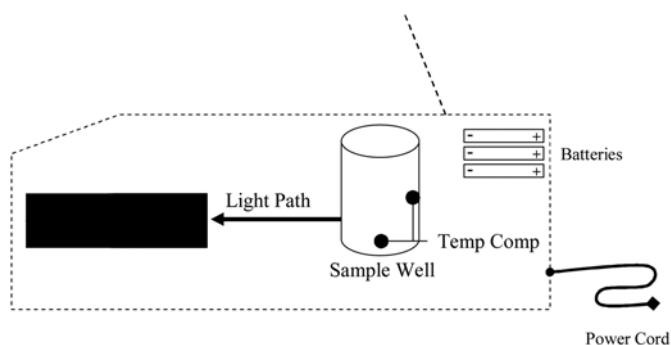 - +
- +
- +
Batteries
Light Path
Temp Comp
Sample Well
Power Cord